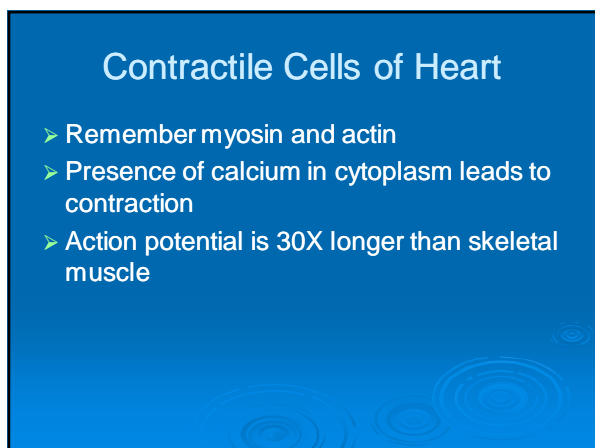 Contractile Cells of Heart
➢ Remember myosin and actin
➢ Presence of calcium in cytoplasm leads to
contraction
➢ Action potential is 30X longer than skeletal
muscle